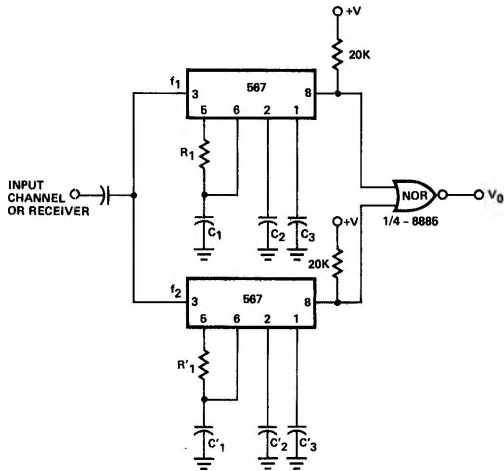 +V
20K
f1
567
3
8
5 6 2 1
R1
C1
C2
C3
INPUT
CHANNEL
OR RECEIVER
NOR
V0
1/4 – 8885
+V
20K
f2
567
3
8
5 6 2 1
R'1
C'1
C'2
C'3